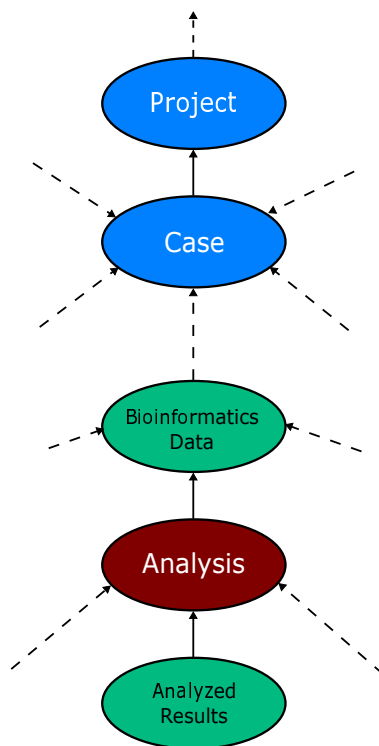 Project
Case
Bioinformatics
Data
Analysis
Analyzed
Results